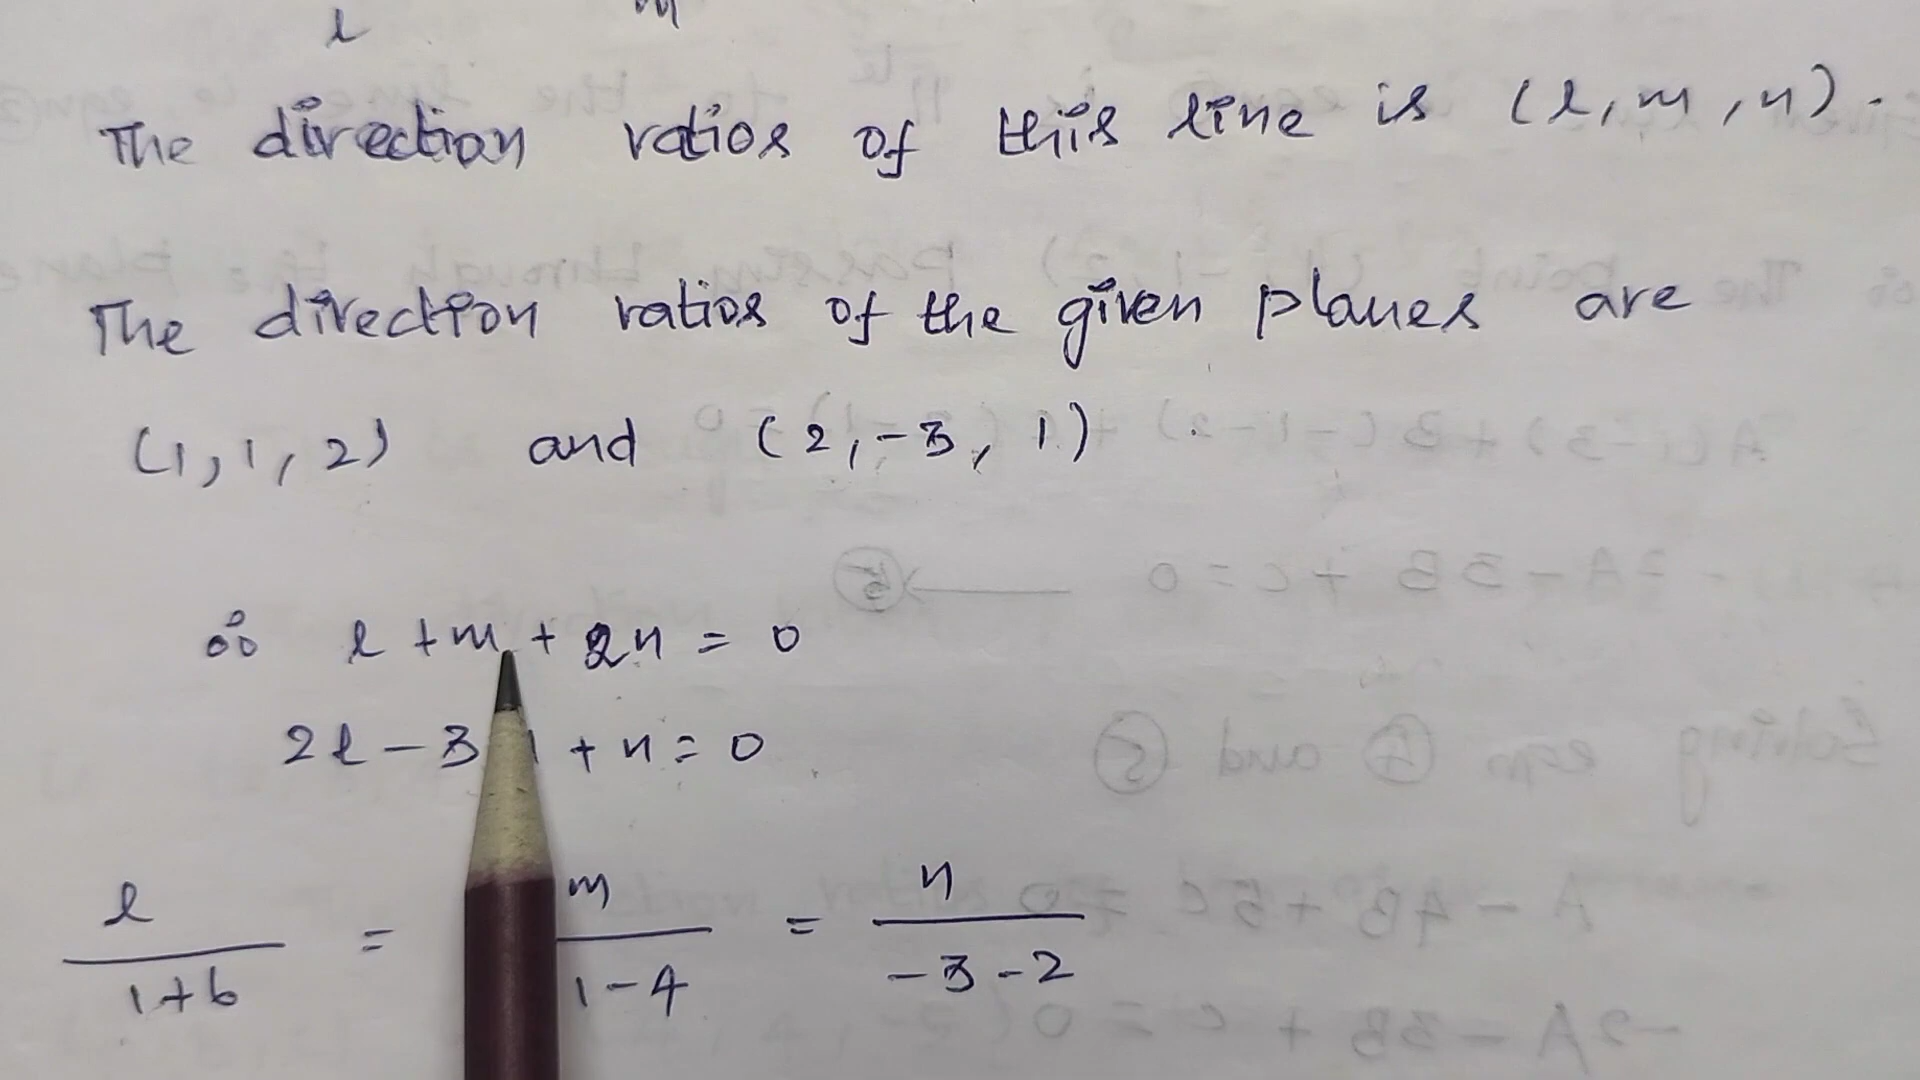 l m
The direction ratios of this line is (l, m, n).
The direction ratios of the given planes are
(1, 1, 2) and (2, -3, 1)
∴ l + m + 2n = 0
2l - 3 + n = 0
l/1+6 = m/1-4 = n/-3-2